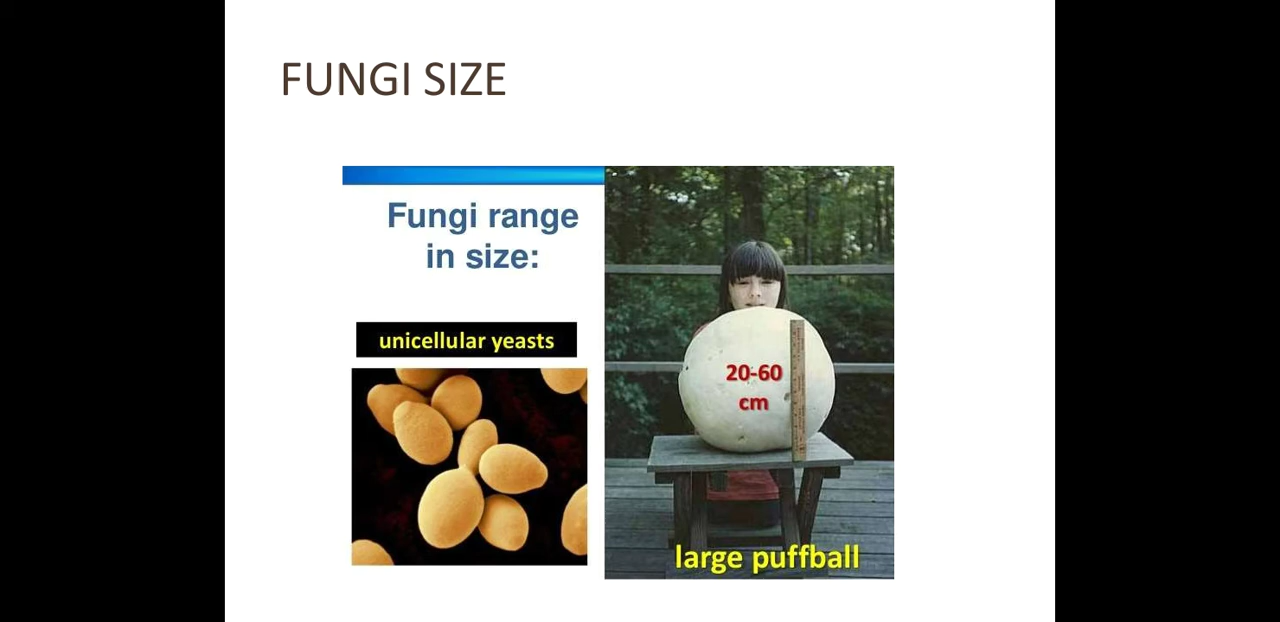 FUNGI SIZE
Fungi range
in size:
unicellular yeasts
20-60
cm
large puffball